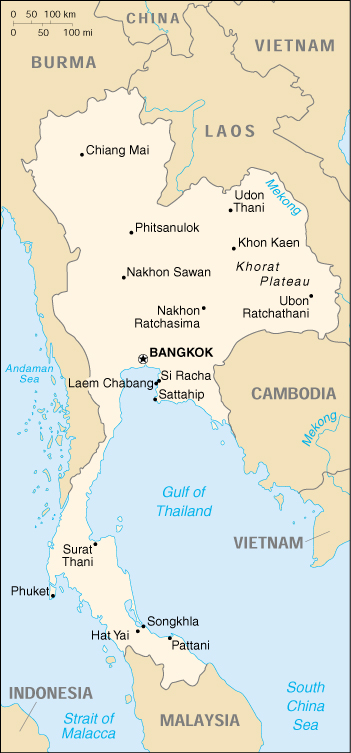 0 50 100 km
0 50 100 mi
CHINA
VIETNAM
BURMA
LAOS
Chiang Mai
Udon
Thani
Mekong
Phitsanulok
Khon Kaen
Khorat
Plateau
Nakhon Sawan
Ubon
Ratchathani
Nakhon
Ratchasima
BANGKOK
Andaman
Sea
Si Racha
Laem Chabang
Sattahip
CAMBODIA
Mekong
Gulf of
Thailand
VIETNAM
Surat
Thani
Phuket
Songkhla
Hat Yai
Pattani
INDONESIA
Strait of
Malacca
MALAYSIA
South
China
Sea